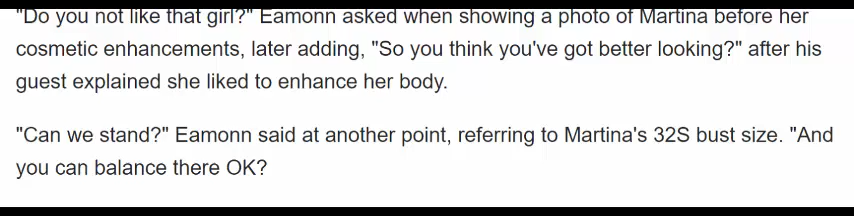 "Do you not like that girl?" Eamonn asked when showing a photo of Martina before her
cosmetic enhancements, later adding, "So you think you've got better looking?" after his
guest explained she liked to enhance her body.
"Can we stand?" Eamonn said at another point, referring to Martina's 32S bust size. "And
you can balance there OK?